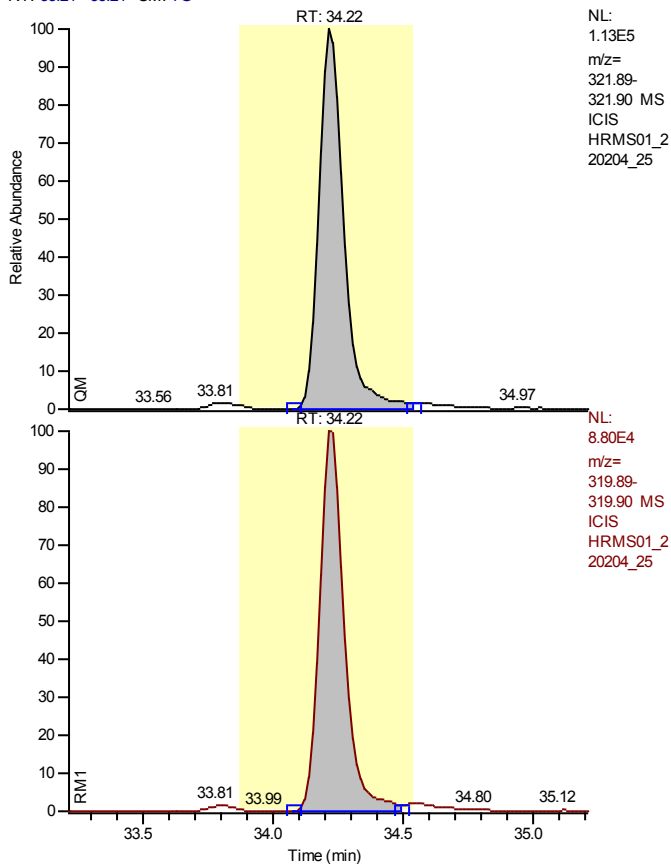 RT: 34.22
NL:
1.13E5
m/z=
321.89-
321.90 MS
ICIS
HRMS01_2
20204_25
100
90
80
70
60
50
40
30
20
10
0
Relative Abundance
QM
33.56
33.81
34.97
RT: 34.22
NL:
8.80E4
m/z=
319.89-
319.90 MS
ICIS
HRMS01_2
20204_25
100
90
80
70
60
50
40
30
20
10
0
RM1
33.81
33.99
34.80
35.12
33.5 34.0 34.5 35.0
Time (min)